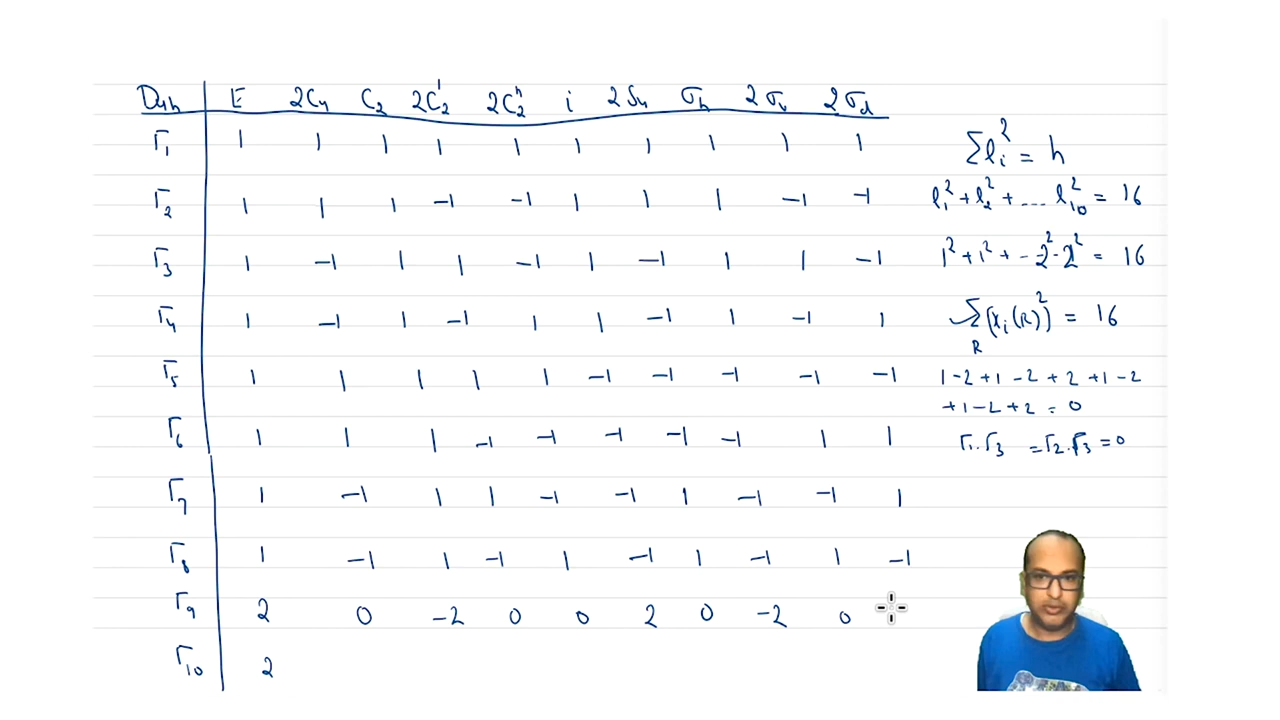 D₄ₕ E 2C₄ C₂ 2C₂' 2C₂" i 2S₄ σₕ 2σᵥ 2σd
Γ₁ 1 1 1 1 1 1 1 1 1 1
Γ₂ 1 1 1 -1 -1 1 1 1 -1 -1
Γ₃ 1 -1 1 1 -1 1 -1 1 1 -1
Γ₄ 1 -1 1 -1 1 1 -1 1 -1 1
Γ₅ 1 1 1 1 1 -1 -1 -1 -1 -1
Γ₆ 1 1 1 -1 -1 -1 -1 -1 1 1
Γ₇ 1 -1 1 1 -1 -1 1 -1 -1 1
Γ₈ 1 -1 1 -1 1 -1 1 -1 1 -1
Γ₉ 2 0 -2 0 0 2 0 -2 0
Γ₁₀ 2
Σlᵢ² = h
l₁² + l₂² + ... l₁₀² = 16
1² + 1² + - 2² - 2² = 16
Σ (χᵢ(R))² = 16
R
1 - 2 + 1 - 2 + 2 + 1 - 2
+ 1 - 2 + 2 = 0
Γ₁.Γ₃ = Γ₂.Γ₃ = 0